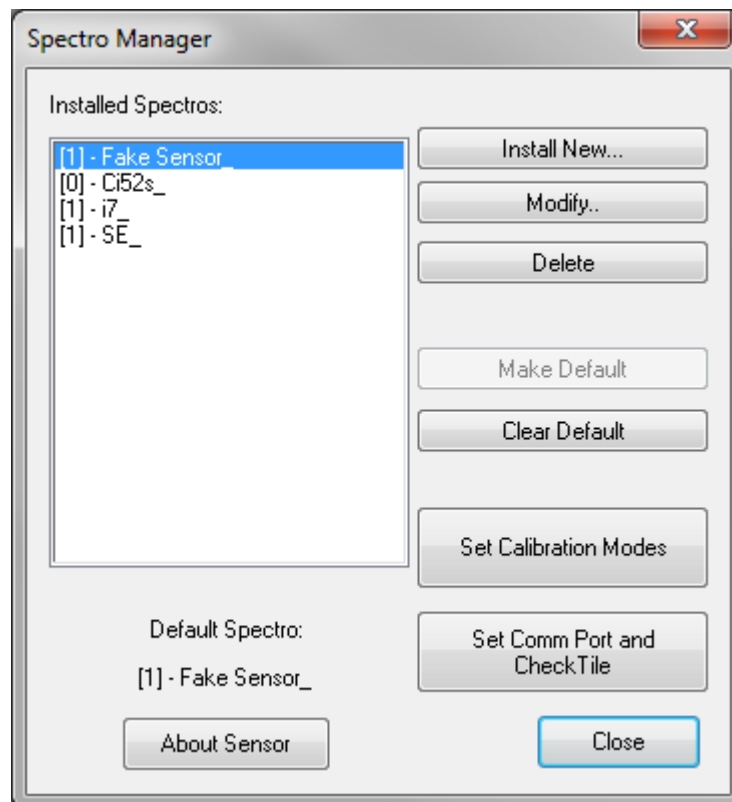 Spectro Manager
Installed Spectros:
[1] - Fake Sensor_
[0] - Ci52s_
[1] - i7_
[1] - SE_
Install New...
Modify..
Delete
Make Default
Clear Default
Set Calibration Modes
Set Comm Port and
CheckTile
Default Spectro:
[1] - Fake Sensor_
About Sensor
Close